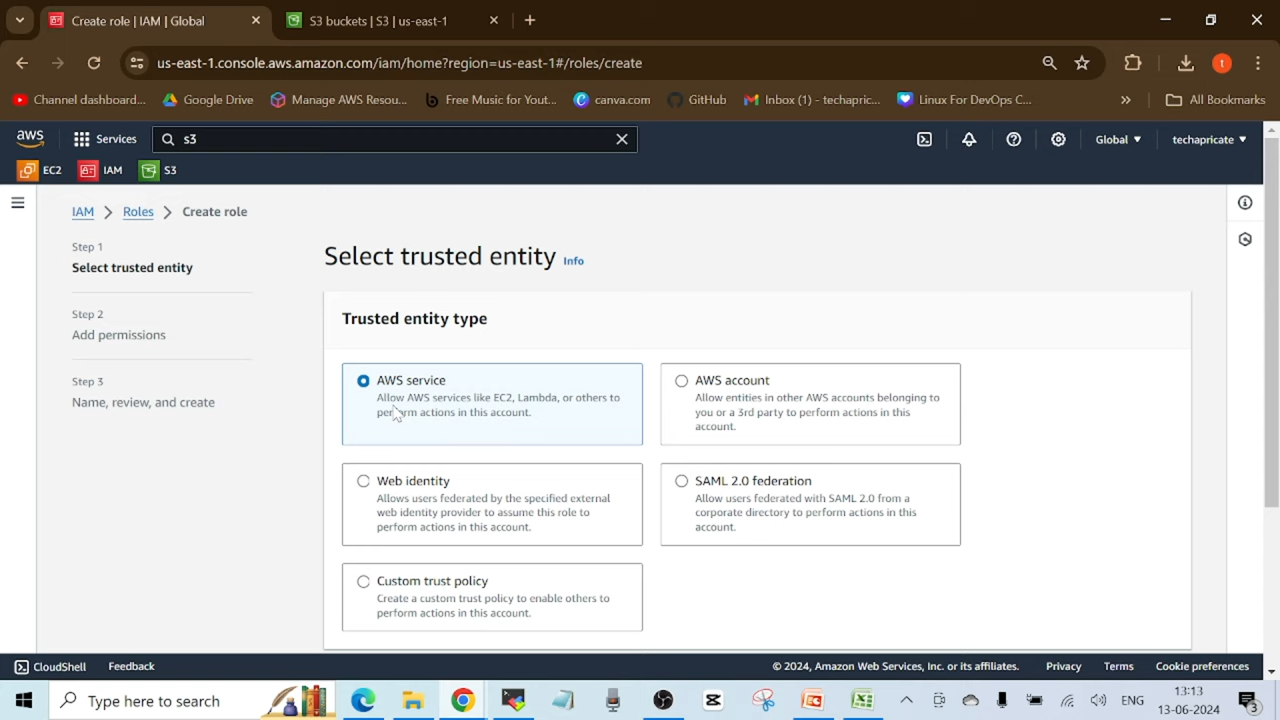 Create role | IAM | Global
S3 buckets | S3 | us-east-1
us-east-1.console.aws.amazon.com/iam/home?region=us-east-1#/roles/create
Channel dashboard...
Google Drive
Manage AWS Resou...
Free Music for Yout...
canva.com
GitHub
Inbox (1) - techapric...
Linux For DevOps C...
»
All Bookmarks
t
aws
Services
s3
Global
techapricate
EC2
IAM
S3
IAM
Roles
Create role
Step 1
Select trusted entity
Step 2
Add permissions
Step 3
Name, review, and create
Select trusted entity Info
Trusted entity type
AWS service
Allow AWS services like EC2, Lambda, or others to
perform actions in this account.
AWS account
Allow entities in other AWS accounts belonging to
you or a 3rd party to perform actions in this
account.
Web identity
Allows users federated by the specified external
web identity provider to assume this role to
perform actions in this account.
SAML 2.0 federation
Allow users federated with SAML 2.0 from a
corporate directory to perform actions in this
account.
Custom trust policy
Create a custom trust policy to enable others to
perform actions in this account.
CloudShell
Feedback
© 2024, Amazon Web Services, Inc. or its affiliates.
Privacy
Terms
Cookie preferences
Type here to search
ENG
13:13
13-06-2024
3